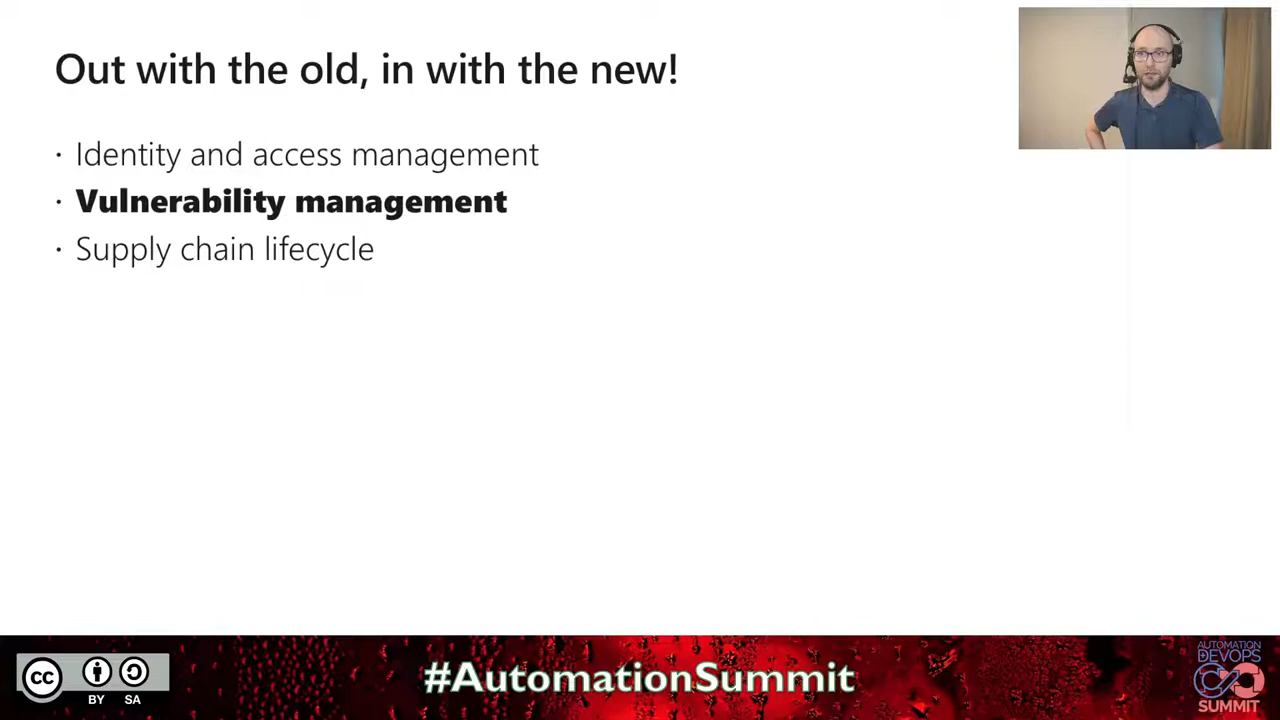 Out with the old, in with the new!
· Identity and access management
· Vulnerability management
· Supply chain lifecycle
cc
BY SA
#AutomationSummit
AUTOMATION
DEVOPS
SUMMIT